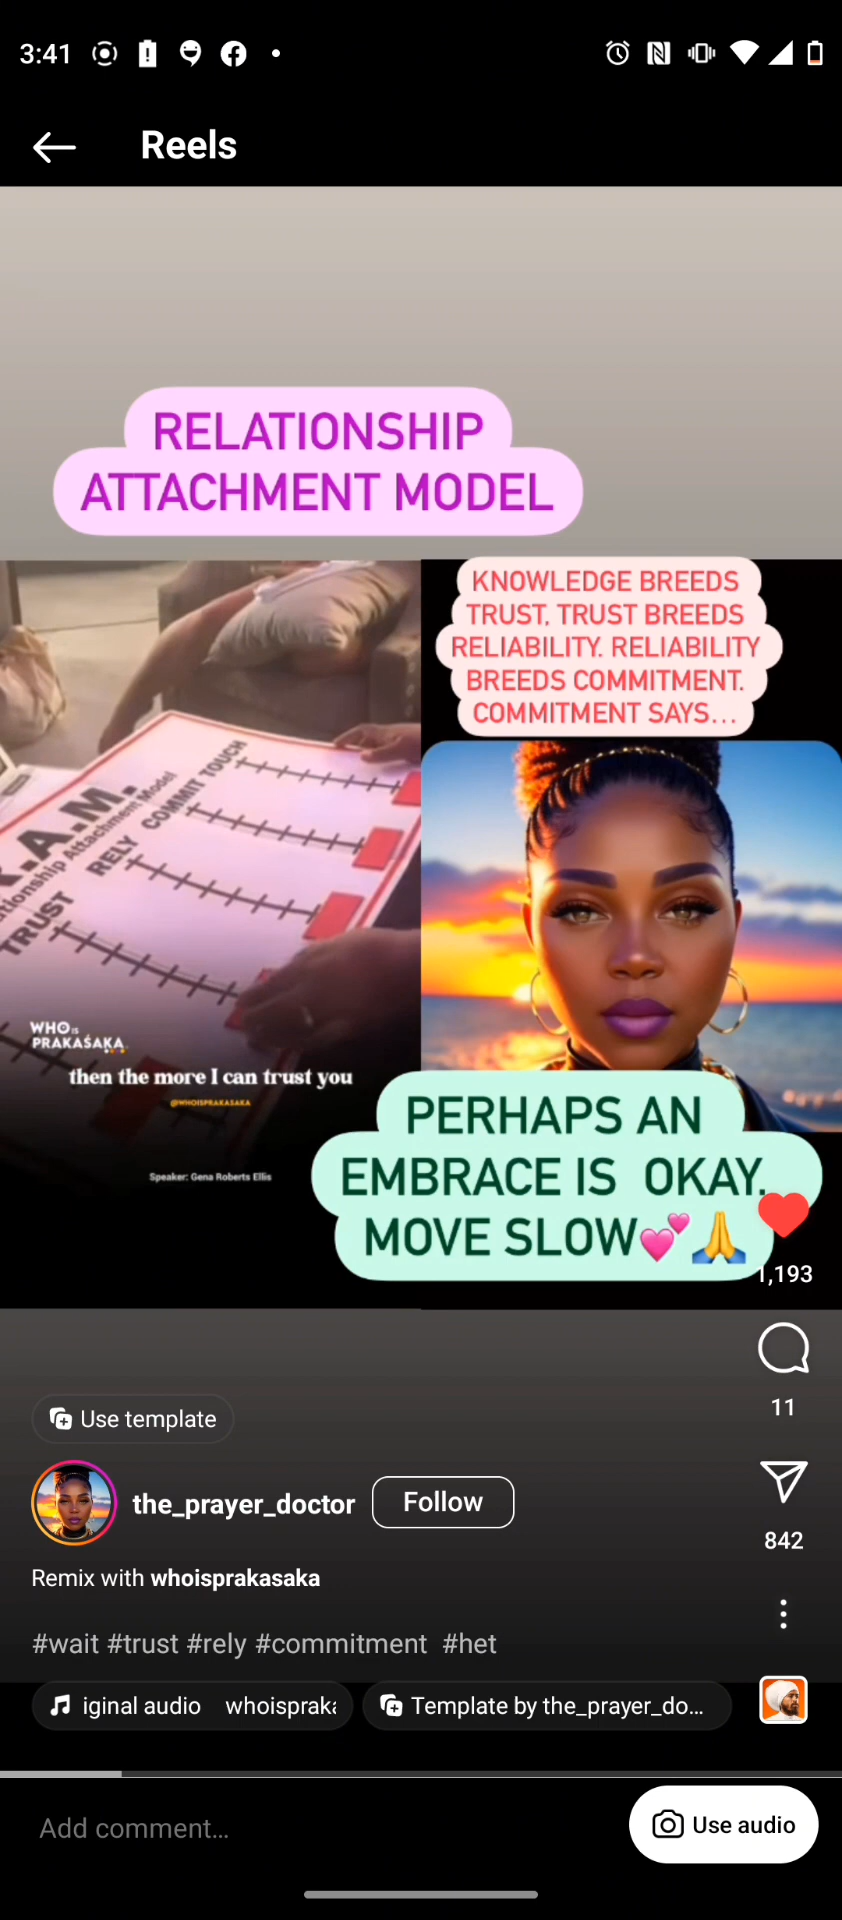 3:41
Reels
RELATIONSHIP
ATTACHMENT MODEL
KNOWLEDGE BREEDS
TRUST, TRUST BREEDS
RELIABILITY. RELIABILITY
BREEDS COMMITMENT.
COMMITMENT SAYS...
.A.M.
tionship Attachment Model
TRUST
RELY
COMMIT
TOUCH
WHO IS
PRAKAŚAKA
then the more I can trust you
@WHOISPRAKASAKA
Speaker: Gena Roberts Ellis
PERHAPS AN
EMBRACE IS  OKAY.
MOVE SLOW💕🙏
1,193
11
842
Use template
the_prayer_doctor
Follow
Remix with whoisprakasaka
#wait #trust #rely #commitment  #het
iginal audio   whoisprak
Template by the_prayer_do...
Add comment...
Use audio